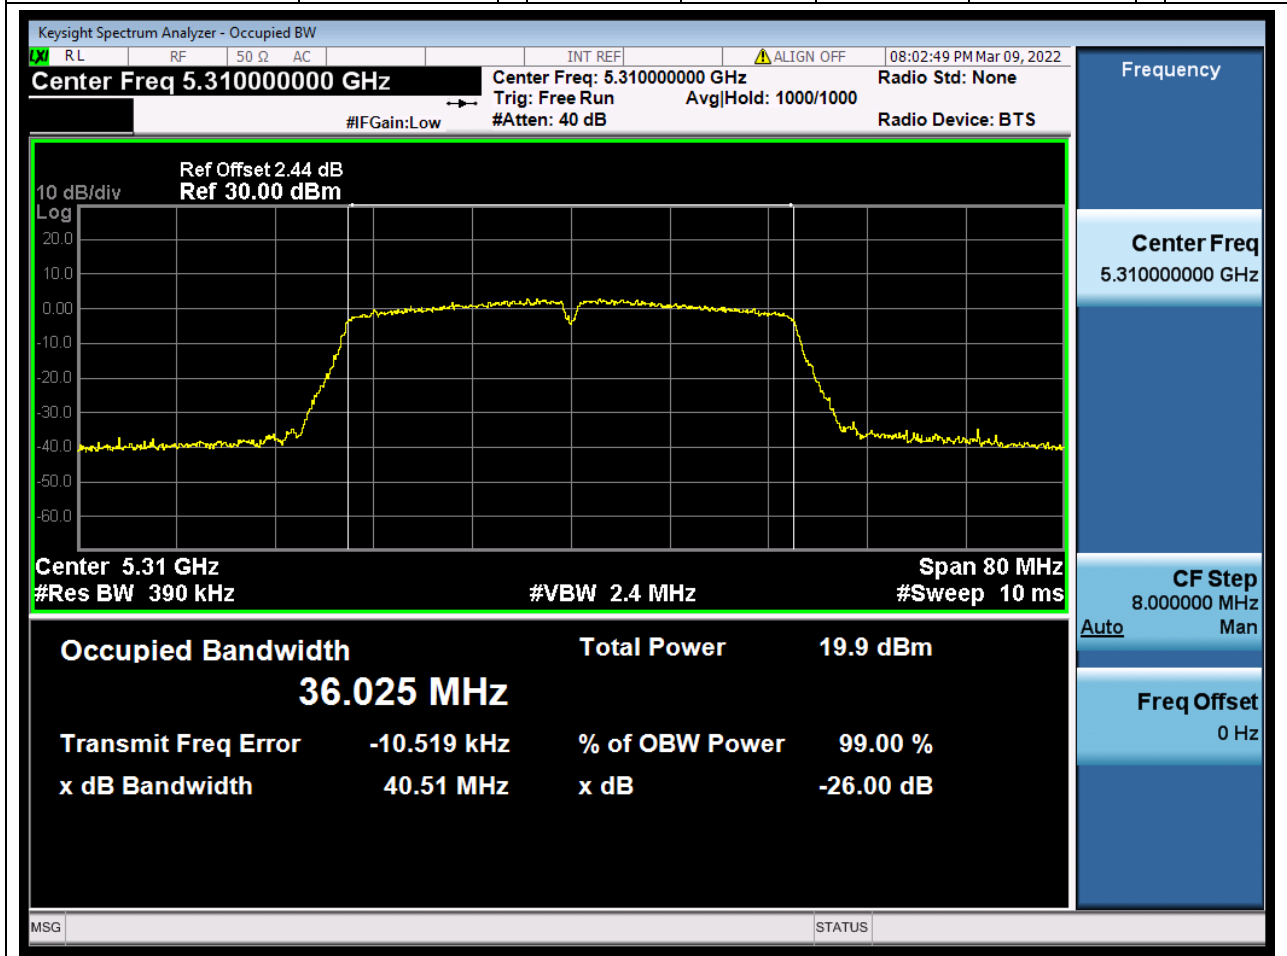 Keysight Spectrum Analyzer - Occupied BW
LXI RL RF 50 Ω AC INT REF ALIGN OFF 08:02:49 PM Mar 09, 2022
Center Freq 5.310000000 GHz
#IFGain:Low
Center Freq: 5.310000000 GHz
Trig: Free Run Avg|Hold: 1000/1000
#Atten: 40 dB
Radio Std: None
Radio Device: BTS
Ref Offset 2.44 dB
10 dB/div Ref 30.00 dBm
Log
20.0
10.0
0.00
-10.0
-20.0
-30.0
-40.0
-50.0
-60.0
Center 5.31 GHz Span 80 MHz
#Res BW 390 kHz #VBW 2.4 MHz #Sweep 10 ms
Occupied Bandwidth Total Power 19.9 dBm
36.025 MHz
Transmit Freq Error -10.519 kHz % of OBW Power 99.00 %
x dB Bandwidth 40.51 MHz x dB -26.00 dB
MSG STATUS
Frequency
Center Freq
5.310000000 GHz
CF Step
8.000000 MHz
Auto Man
Freq Offset
0 Hz